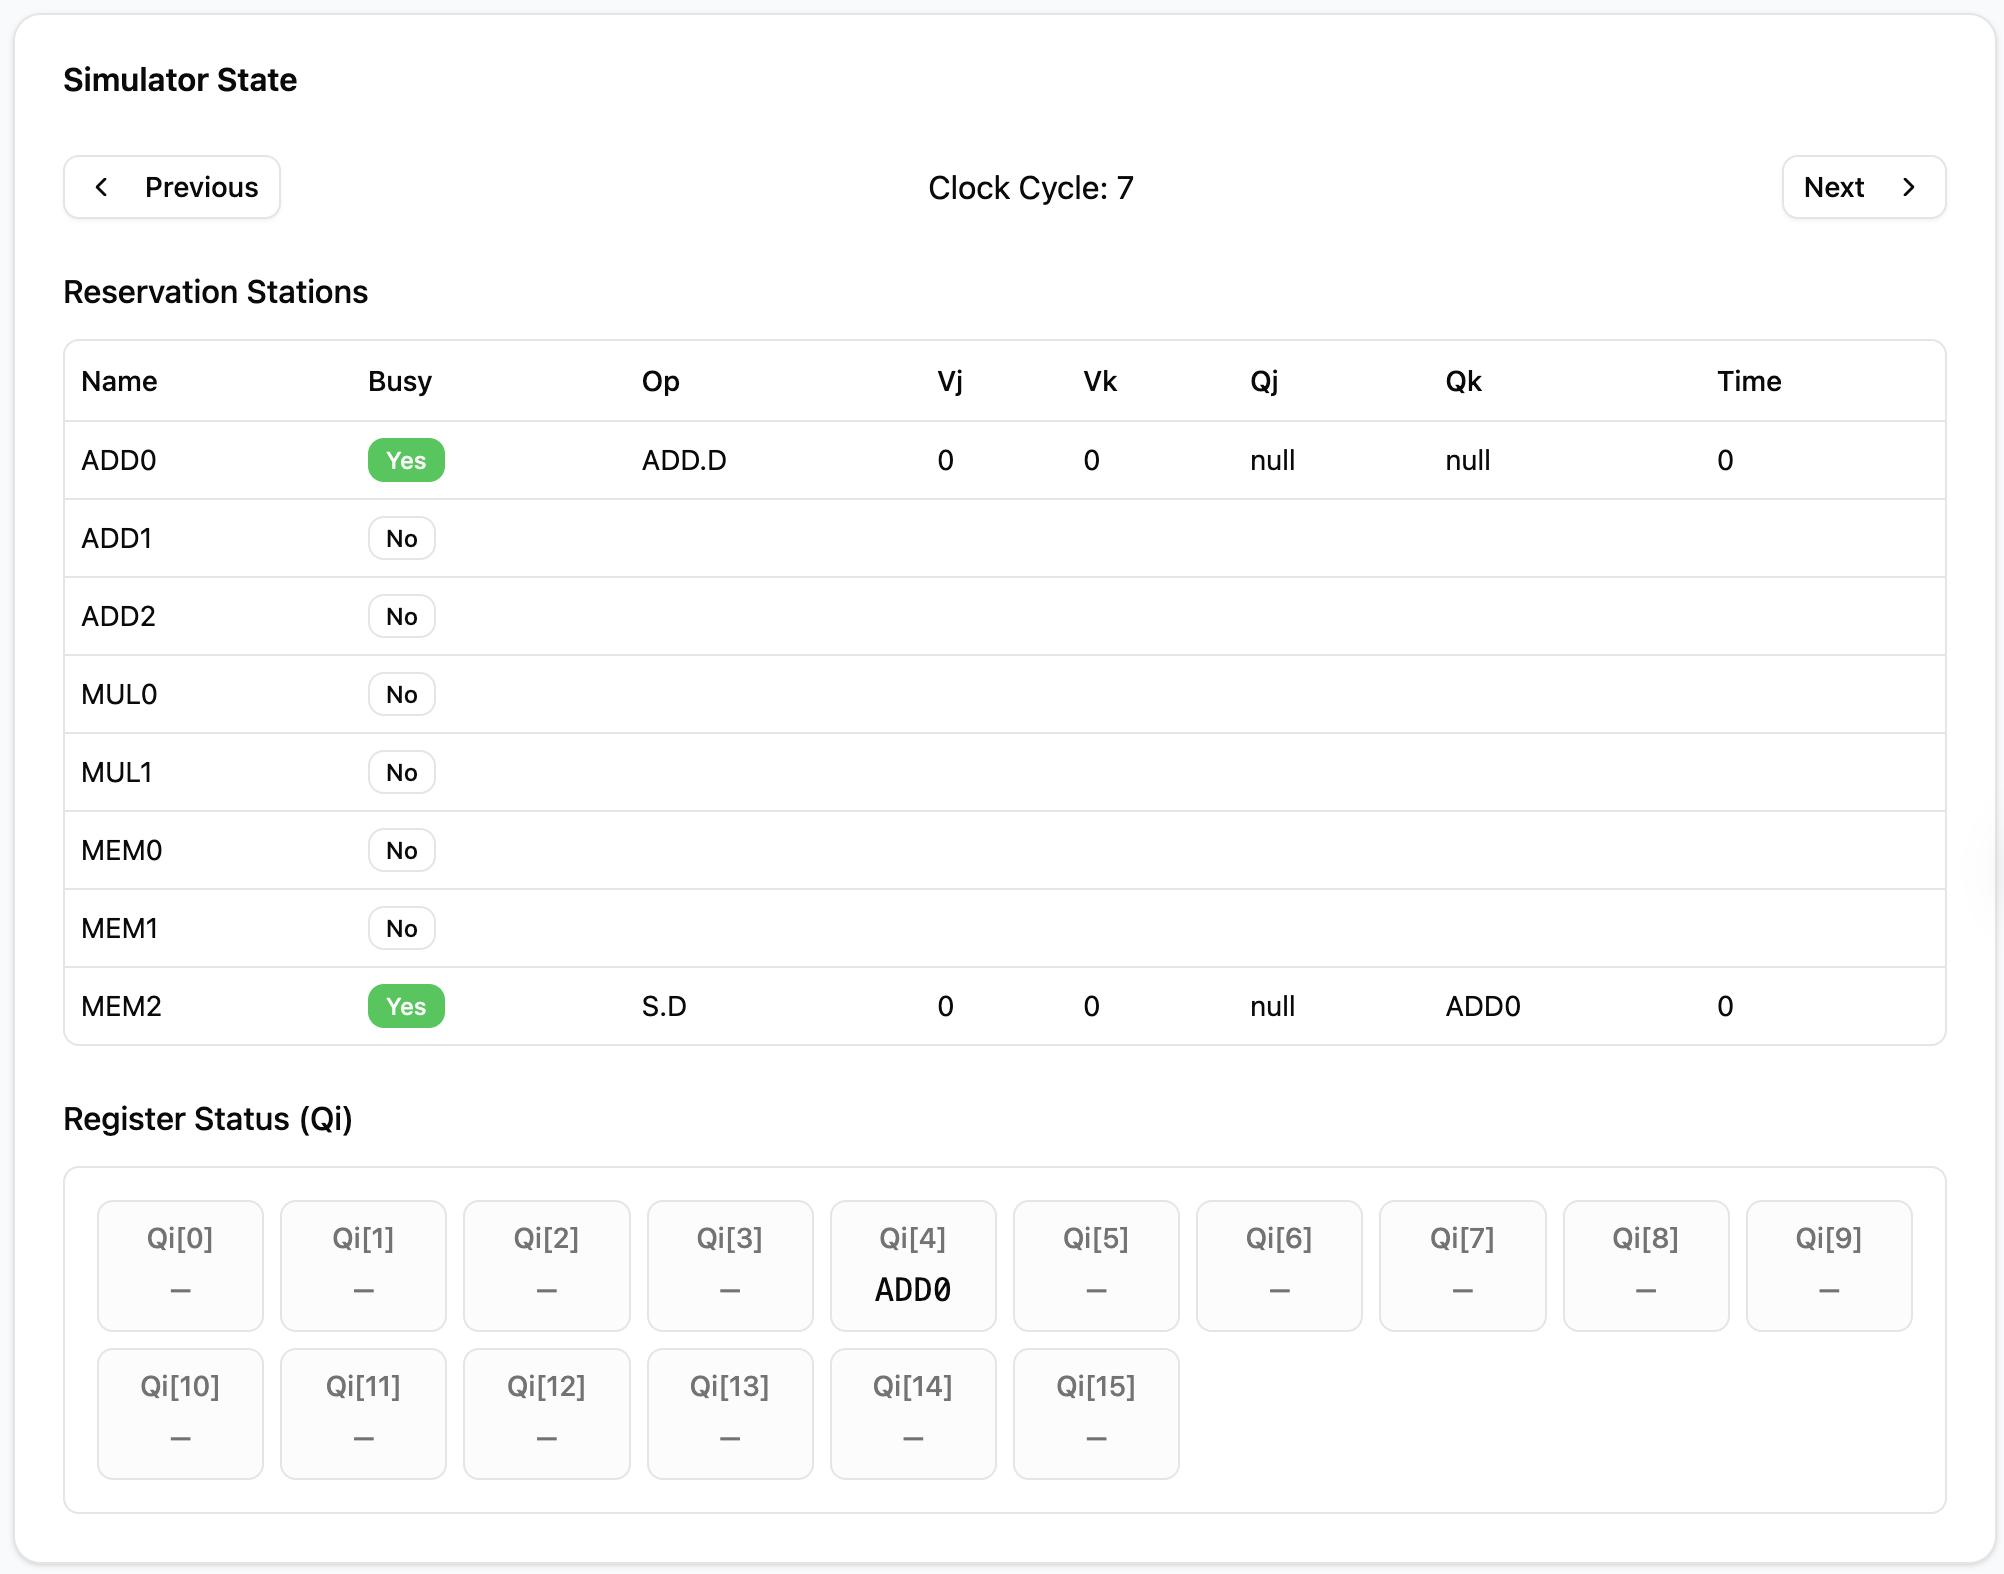 Simulator State
Previous
Clock Cycle: 7
Next
Reservation Stations
Name Busy Op Vj Vk Qj Qk Time
ADD0 Yes ADD.D 0 0 null null 0
ADD1 No
ADD2 No
MUL0 No
MUL1 No
MEM0 No
MEM1 No
MEM2 Yes S.D 0 0 null ADD0 0
Register Status (Qi)
Qi[0] Qi[1] Qi[2] Qi[3] Qi[4] Qi[5] Qi[6] Qi[7] Qi[8] Qi[9]
– – – – ADD0 – – – – –
Qi[10] Qi[11] Qi[12] Qi[13] Qi[14] Qi[15]
– – – – – –